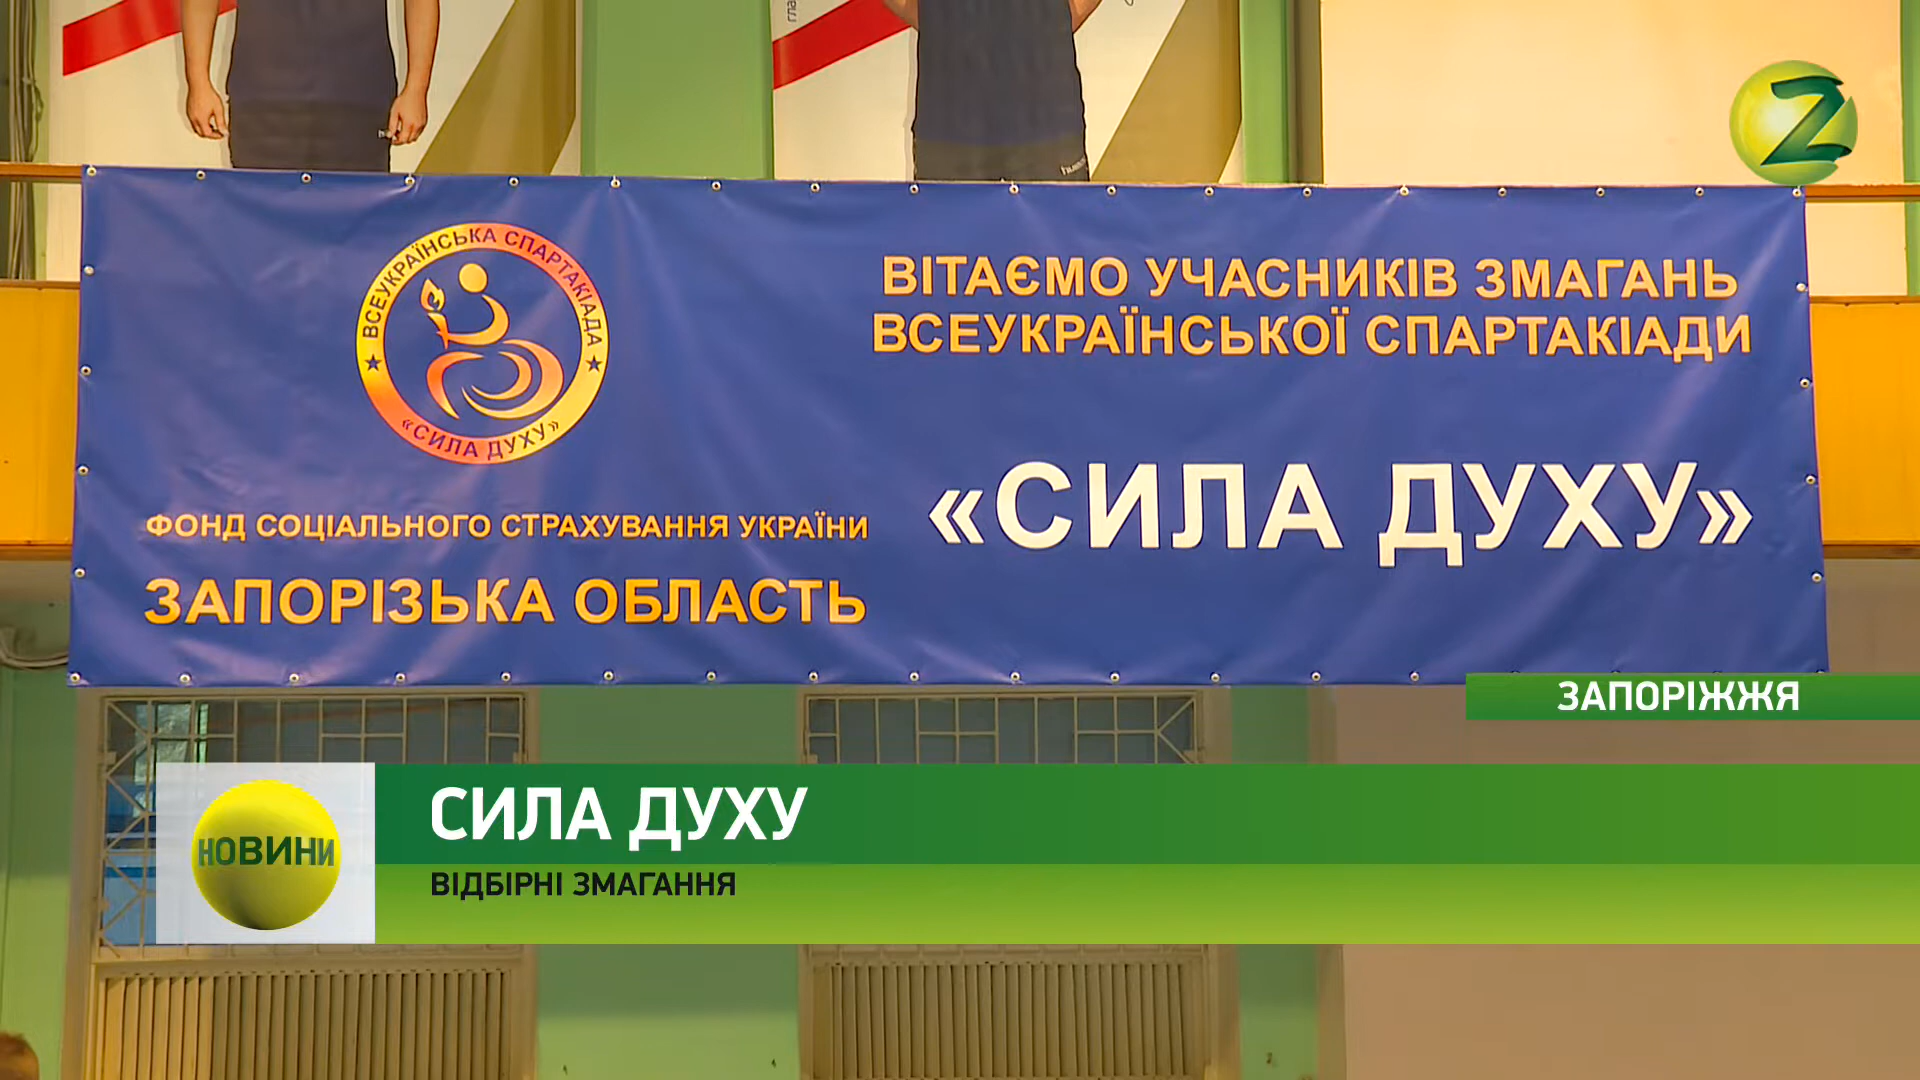 Z
ВСЕУКРАЇНСЬКА СПАРТАКІАДА
«СИЛА ДУХУ»
ФОНД СОЦІАЛЬНОГО СТРАХУВАННЯ УКРАЇНИ
ЗАПОРІЗЬКА ОБЛАСТЬ
ВІТАЄМО УЧАСНИКІВ ЗМАГАНЬ
ВСЕУКРАЇНСЬКОЇ СПАРТАКІАДИ
«СИЛА ДУХУ»
ЗАПОРІЖЖЯ
НОВИНИ
СИЛА ДУХУ
ВІДБІРНІ ЗМАГАННЯ